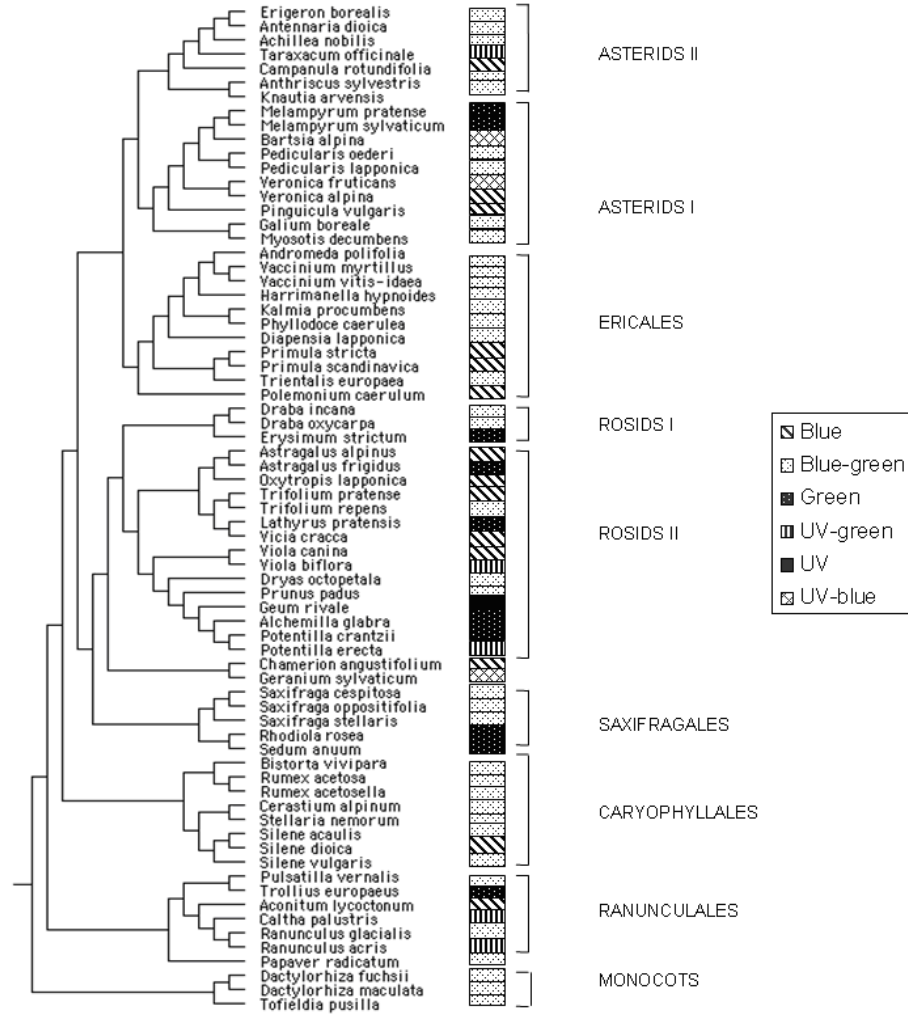 Erigeron borealis
Antennaria dioica
Achillea nobilis
Taraxacum officinale
Campanula rotundifolia
Anthriscus sylvestris
Knautia arvensis
ASTERIDS II
Melampyrum pratense
Melampyrum sylvaticum
Bartsia alpina
Pedicularis oederi
Pedicularis lapponica
Veronica fruticans
Veronica alpina
Pinguicula vulgaris
Galium boreale
Myosotis decumbens
ASTERIDS I
Andromeda polifolia
Vaccinium myrtillus
Vaccinium vitis-idaea
Harrimanella hypnoides
Kalmia procumbens
Phyllodoce caerulea
Diapensia lapponica
Primula stricta
Primula scandinavica
Trientalis europaea
Polemonium caerulum
ERICALES
Draba incana
Draba oxycarpa
Erysimum strictum
ROSIDS I
Astragalus alpinus
Astragalus frigidus
Oxytropis lapponica
Trifolium pratense
Trifolium repens
Lathyrus pratensis
Vicia cracca
Viola canina
Viola biflora
Dryas octopetala
Prunus padus
Geum rivale
Alchemilla glabra
Potentilla crantzii
Potentilla erecta
ROSIDS II
Chamerion angustifolium
Geranium sylvaticum
Saxifraga cespitosa
Saxifraga oppositifolia
Saxifraga stellaris
Rhodiola rosea
Sedum anuum
SAXIFRAGALES
Bistorta vivipara
Rumex acetosa
Rumex acetosella
Cerastium alpinum
Stellaria nemorum
Silene acaulis
Silene dioica
Silene vulgaris
CARYOPHYLLALES
Pulsatilla vernalis
Trollius europaeus
Aconitum lycoctonum
Caltha palustris
Ranunculus glacialis
Ranunculus acris
Papaver radicatum
RANUNCULALES
Dactylorhiza fuchsii
Dactylorhiza maculata
Tofieldia pusilla
MONOCOTS
Blue
Blue-green
Green
UV-green
UV
UV-blue